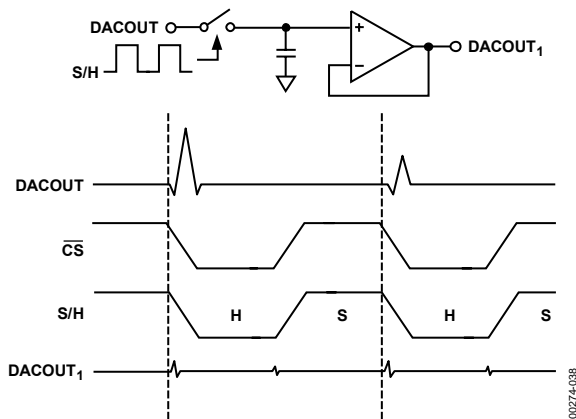 DACOUT
DACOUT1
S/H
DACOUT
CS
S/H
H S H S
DACOUT1
00274-038